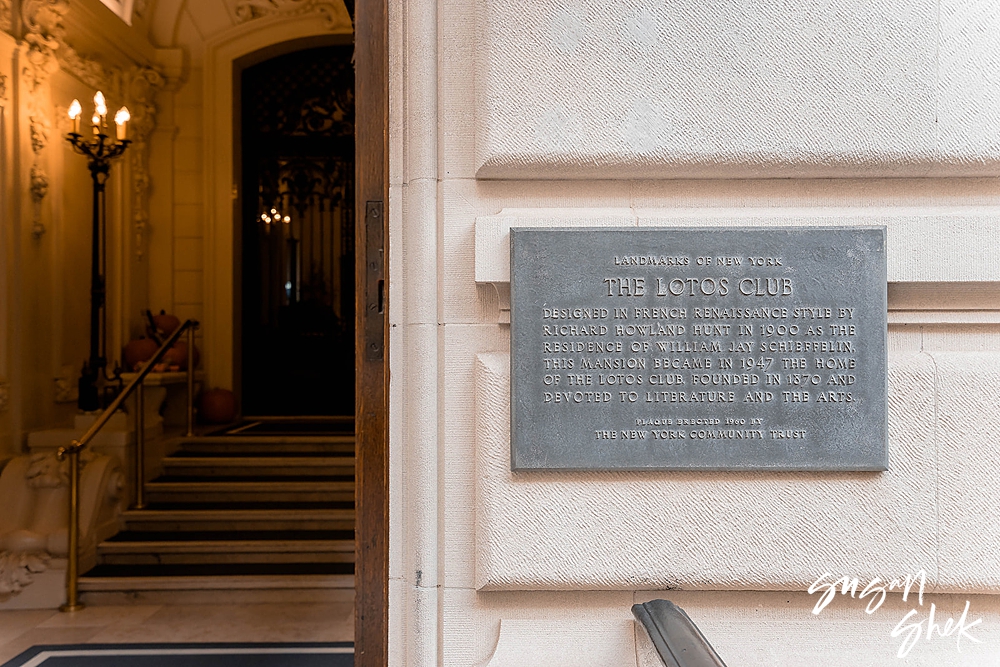 LANDMARKS OF NEW YORK
THE LOTOS CLUB
DESIGNED IN FRENCH RENAISSANCE STYLE BY
RICHARD HOWLAND HUNT IN 1900 AS THE
RESIDENCE OF WILLIAM JAY SCHIEFFELIN,
THIS MANSION BECAME IN 1947 THE HOME
OF THE LOTOS CLUB, FOUNDED IN 1870 AND
DEVOTED TO LITERATURE AND THE ARTS.
PLAQUE ERECTED 1960 BY
THE NEW YORK COMMUNITY TRUST
susan
shek